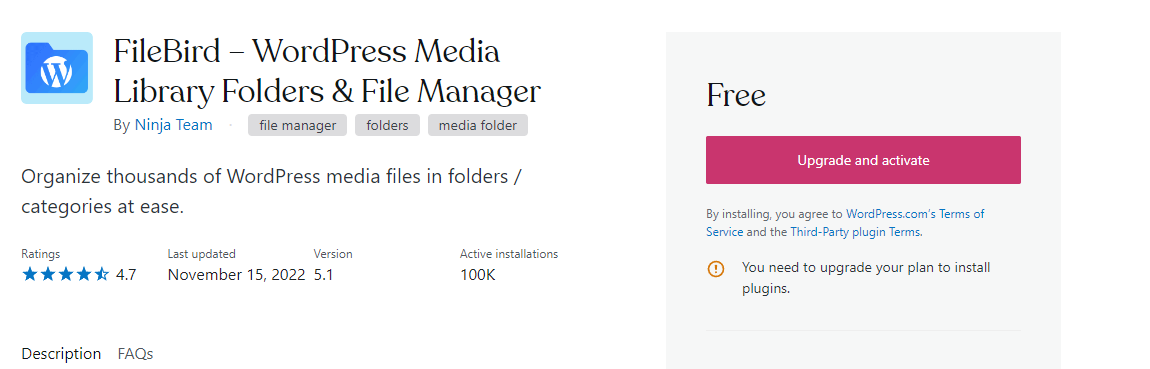 FileBird – WordPress Media
Library Folders & File Manager
By Ninja Team · file manager folders media folder
Organize thousands of WordPress media files in folders /
categories at ease.
Ratings Last updated Version Active installations
4.7 November 15, 2022 5.1 100K
Description FAQs
Free
Upgrade and activate
By installing, you agree to WordPress.com’s Terms of
Service and the Third-Party plugin Terms.
You need to upgrade your plan to install
plugins.